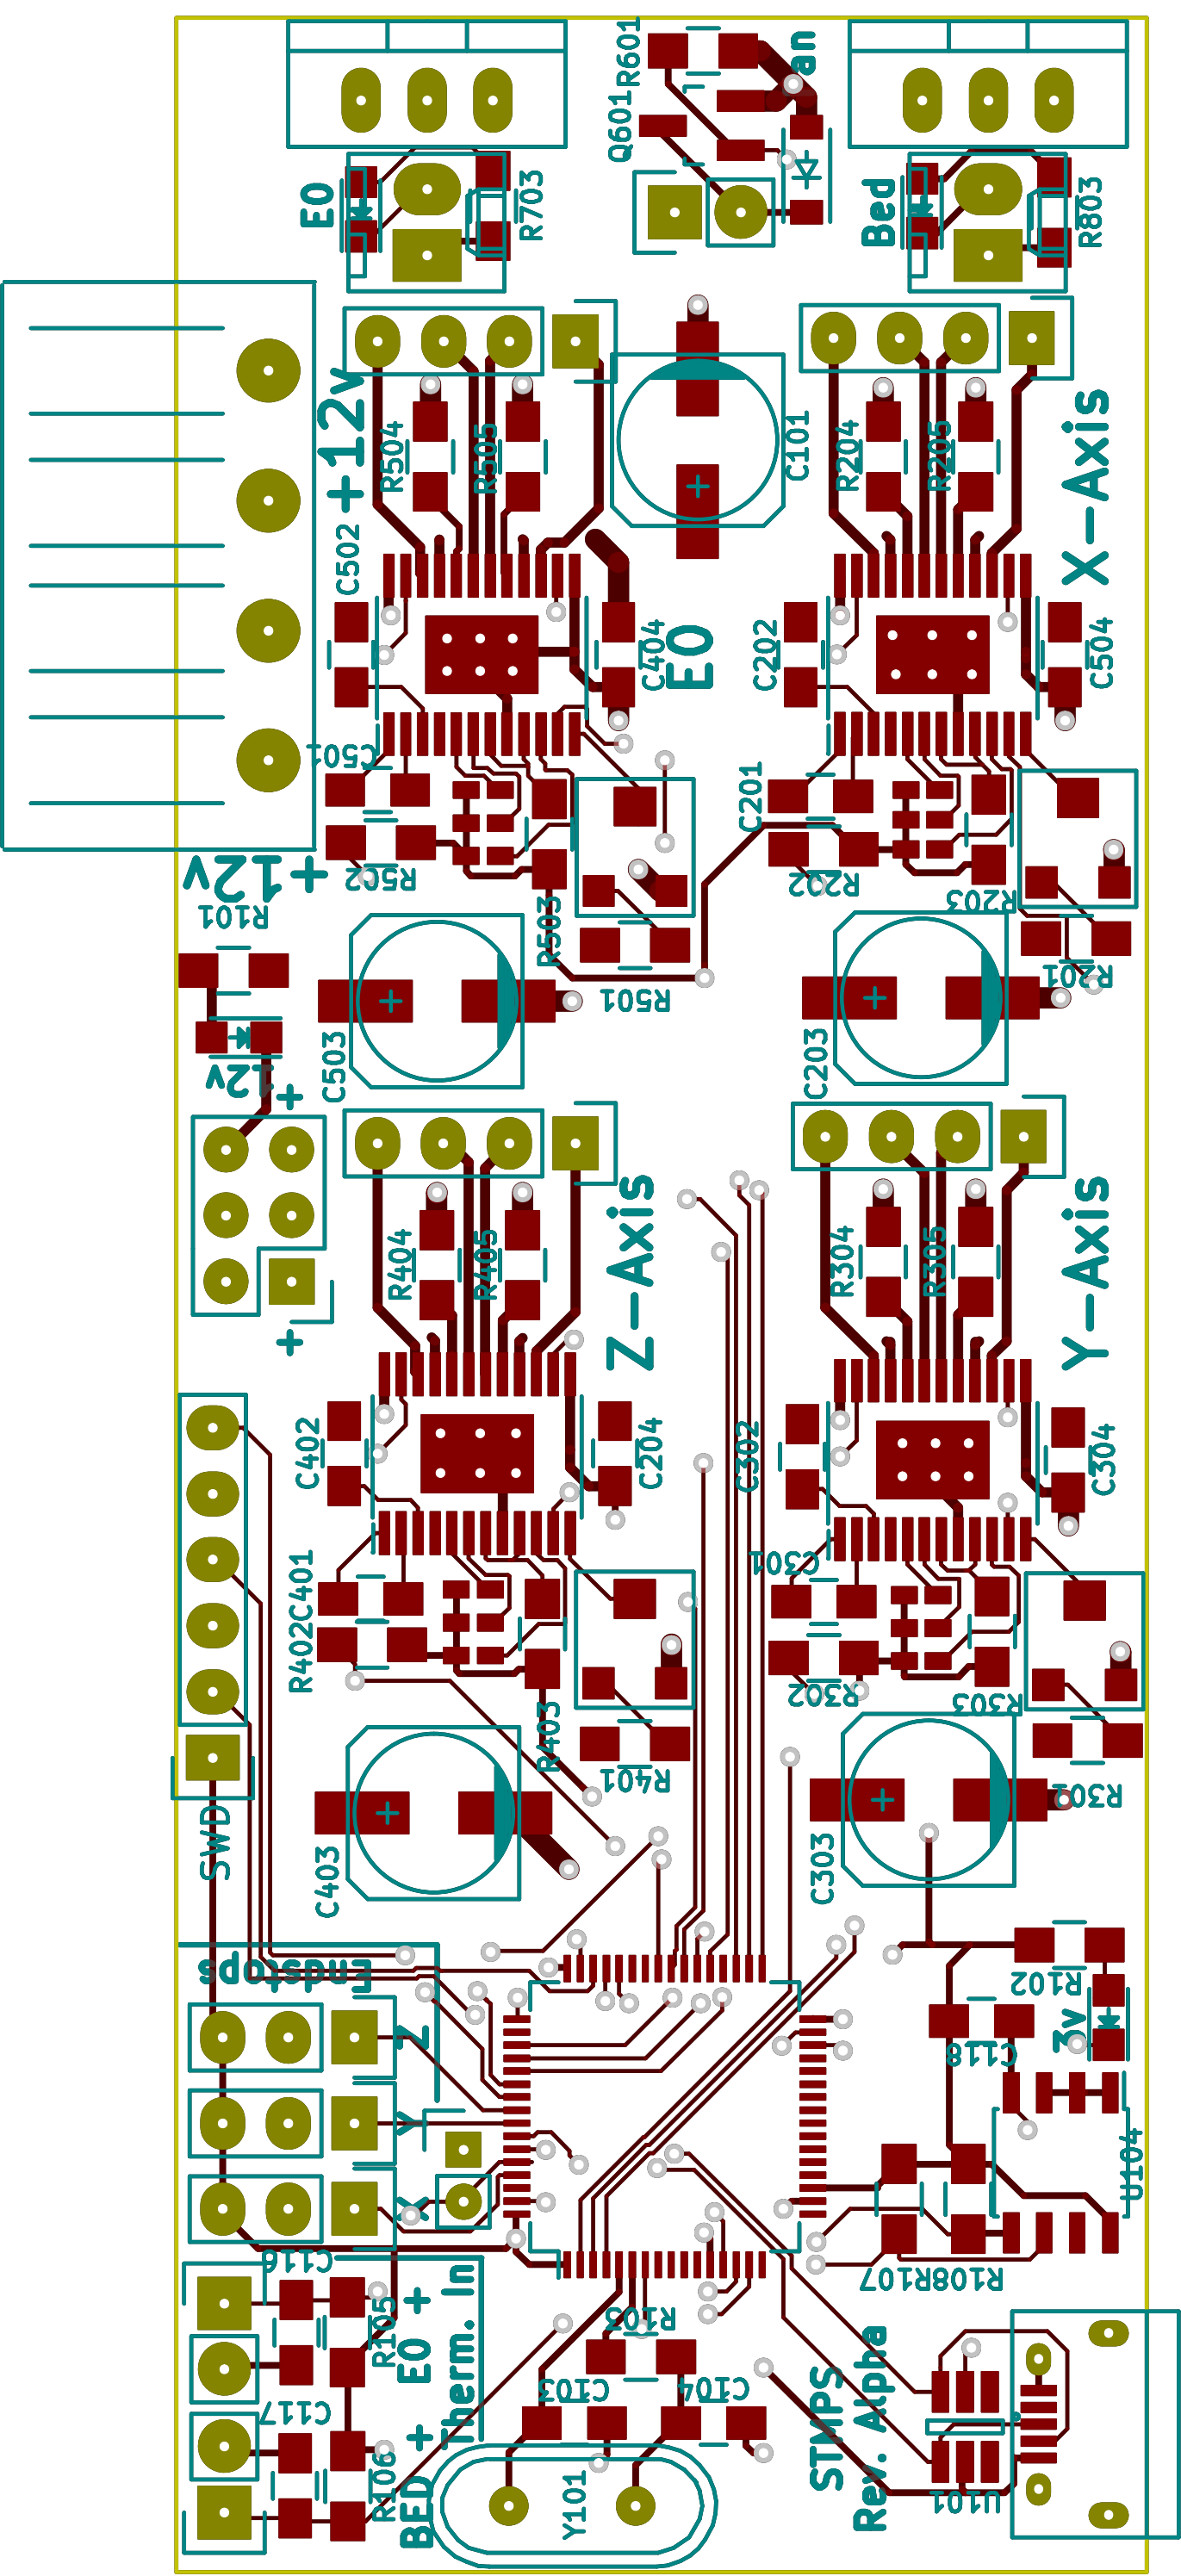 R601
an
Q601
E0
R703
Bed
R803
+12v
R504
R505
C101
R204
R205
X-Axis
C502
C404
E0
C202
C504
C501
C201
R502
+12v
R101
R503
R501
R202
R203
R201
C503
C203
12v
+
+
R404
R405
Z-Axis
R304
R305
Y-Axis
C402
C204
C302
C304
C401
R402
C301
R403
R401
R302
R303
R301
SWD
C403
C303
Endstops
Z
Y
X
R102
3v
C118
U104
R108
R107
C116
R105
E0 +
Therm. In
BED +
C117
R106
R103
C103
C104
Y101
STMPS
Rev. Alpha
U101